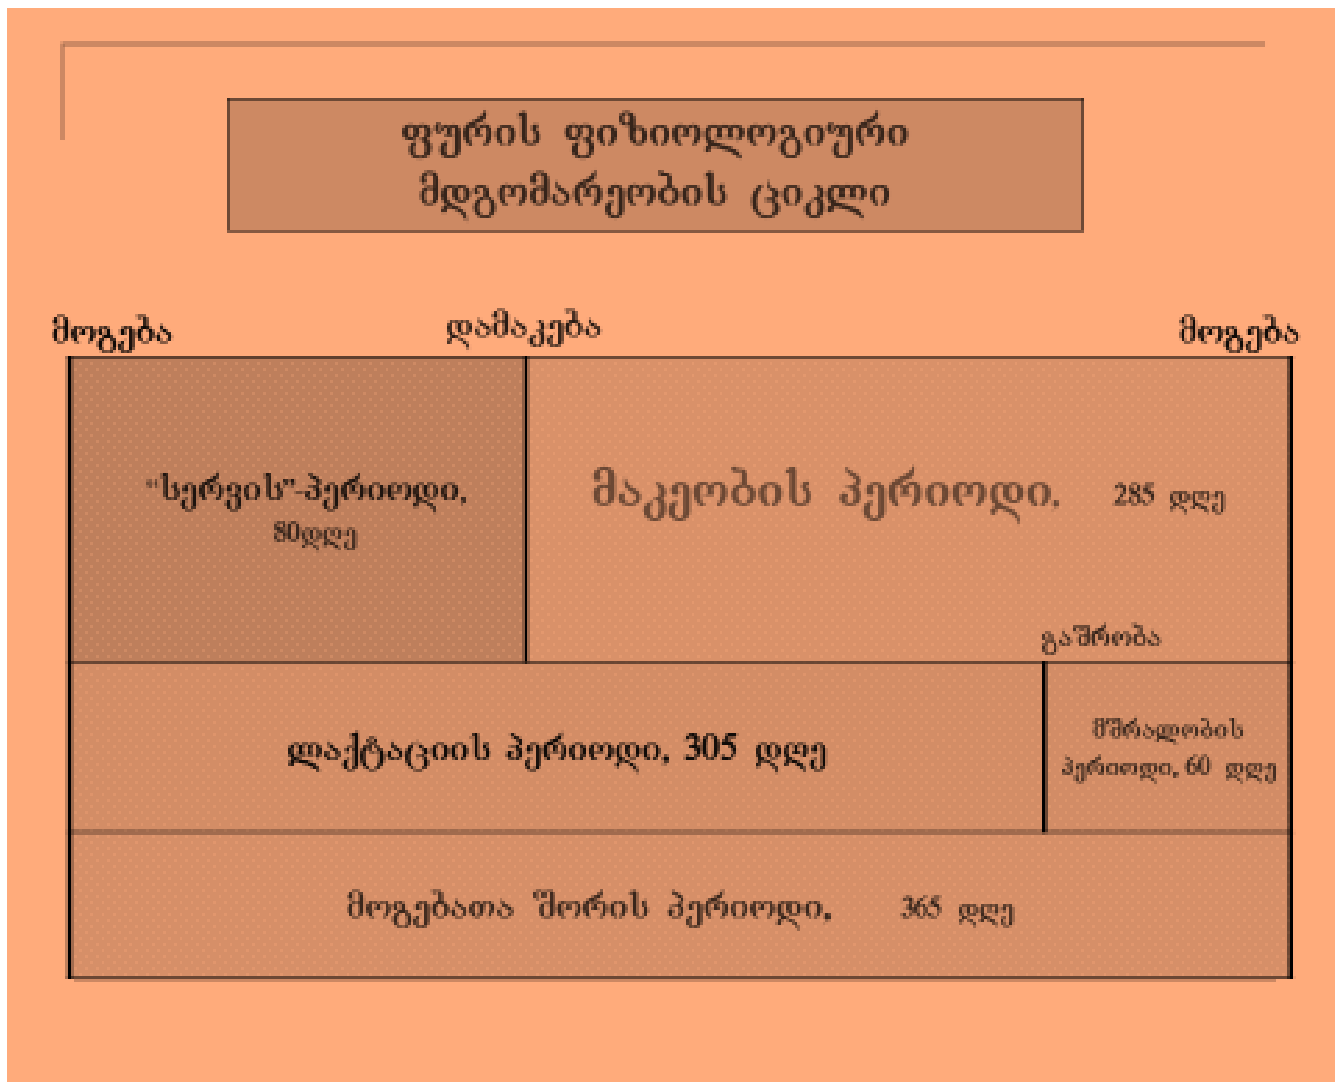 ფურის ფიზიოლოგიური
მდგომარეობის ციკლი
მოგება დამაკება მოგება
“სერვის”-პერიოდი,
80დღე
მაკეობის პერიოდი, 285 დღე
გაშრობა
ლაქტაციის პერიოდი, 305 დღე
მშრალობის
პერიოდი, 60 დღე
მოგებათა შორის პერიოდი, 365 დღე